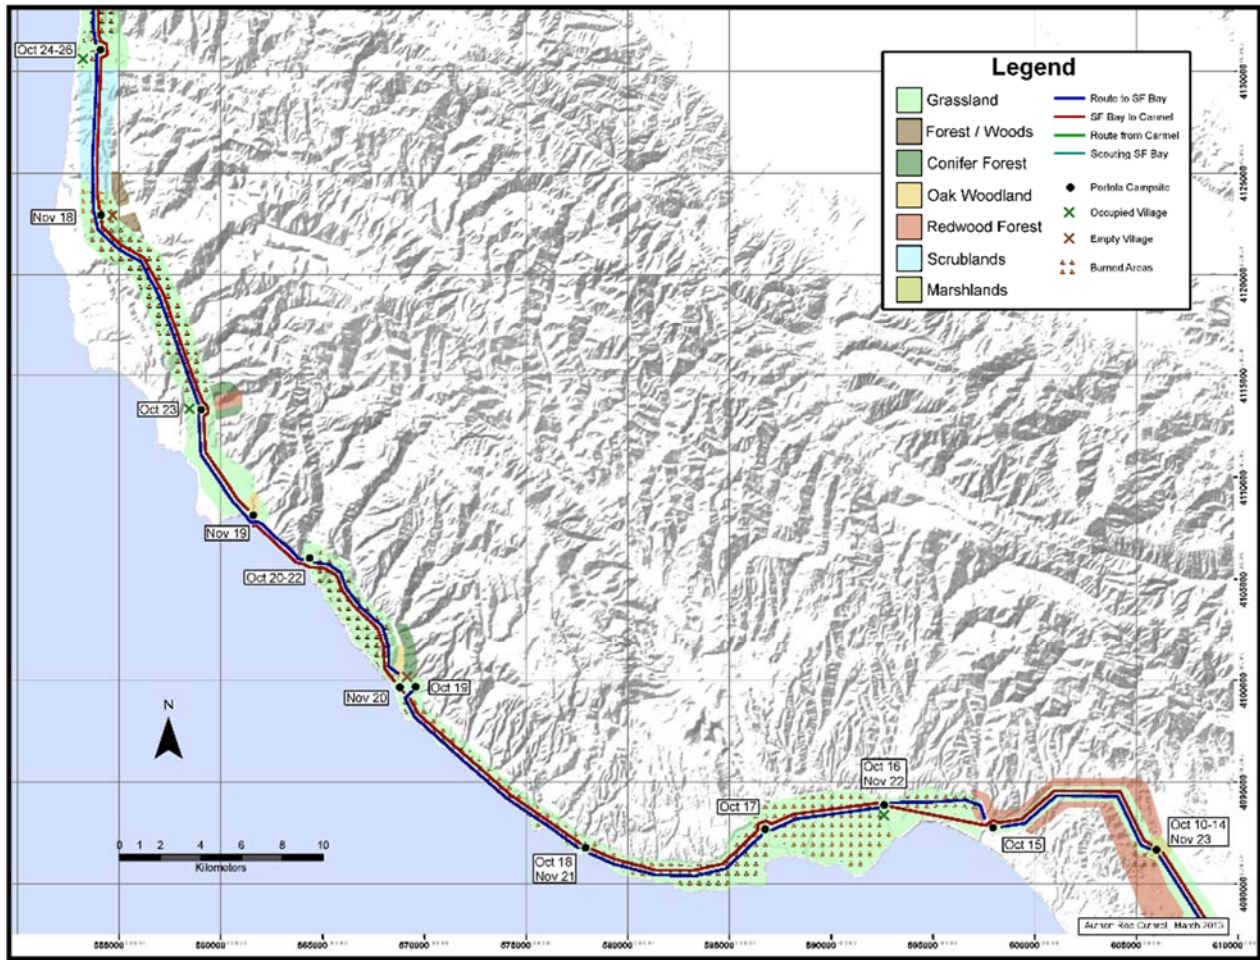 Oct 24-26
Legend
Grassland
Forest / Woods
Conifer Forest
Oak Woodland
Redwood Forest
Scrublands
Marshlands
Route to SF Bay
SF Bay to Carmel
Route from Carmel
Scouting SF Bay
Portola Campsite
Occupied Village
Empty Village
Burned Areas
4130000
4125000
4120000
4115000
4110000
4105000
4100000
4095000
4090000
Nov 18
Oct 23
Nov 19
Oct 20-22
Nov 20
Oct 19
N
Oct 16
Nov 22
Oct 17
Oct 10-14
Nov 23
Oct 15
Oct 18
Nov 21
0 2 4 6 8 10
Kilometers
555000
560000
565000
570000
575000
580000
585000
590000
595000
600000
605000
610000
March 2013